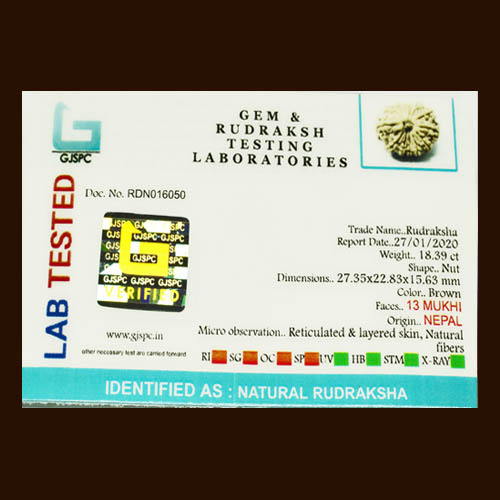 GJSPC
GEM &
RUDRAKSH
TESTING
LABORATORIES
Doc. No. RDN016050
LAB TESTED
GJSPC
GJSPC
VERIFIED
Trade Name..Rudraksha
Report Date..27/01/2020
Weight.. 18.39 ct
Shape.. Nut
Dimensions.. 27.35x22.83x15.63 mm
Color.. Brown
Faces.. 13 MUKHI
Origin.. NEPAL
www.gjspc.in
Micro observation.. Reticulated & layered skin, Natural
fibers
other necessary test are carried forward
RI SG OC SP UV HB STM X-RAY
IDENTIFIED AS : NATURAL RUDRAKSHA